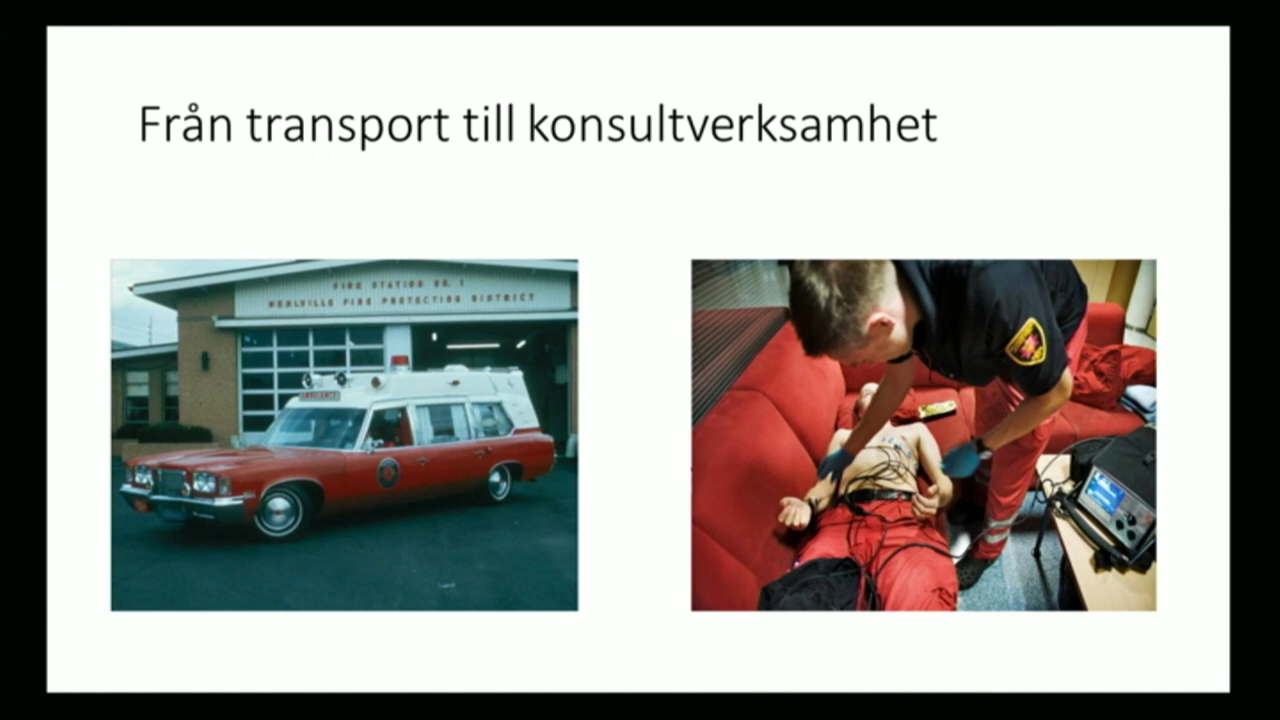 Från transport till konsultverksamhet
FIRE STATION NO. 1
MEHLVILLE FIRE PROTECTION DISTRICT